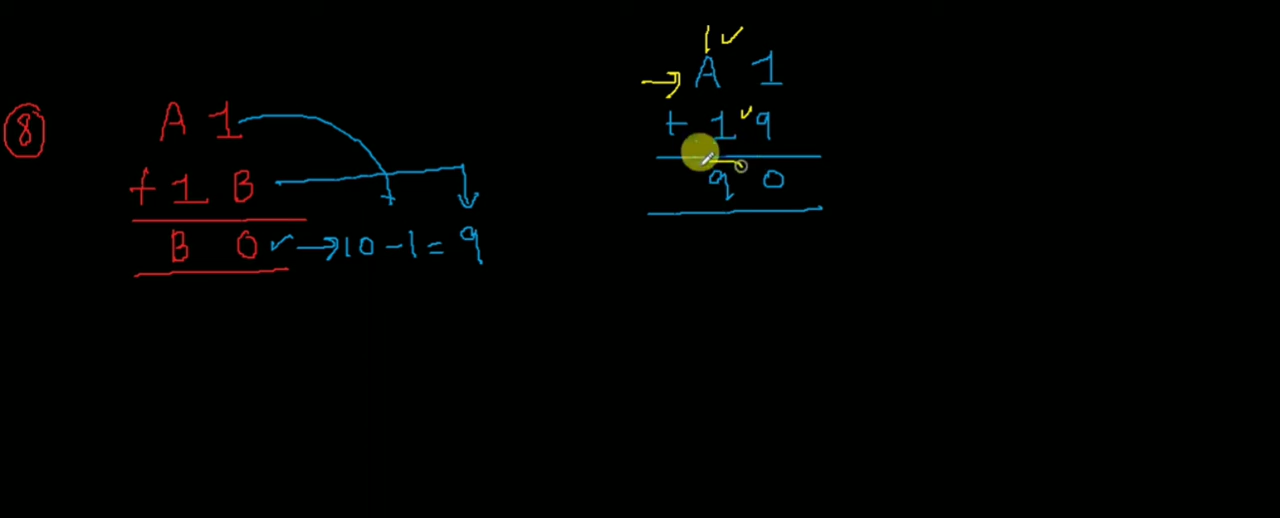 8
A 1
+ 1 B
B 0 ✓ → 10 - 1 = 9
1 ✓
→ A 1
+ 1 ✓ 9
9 0